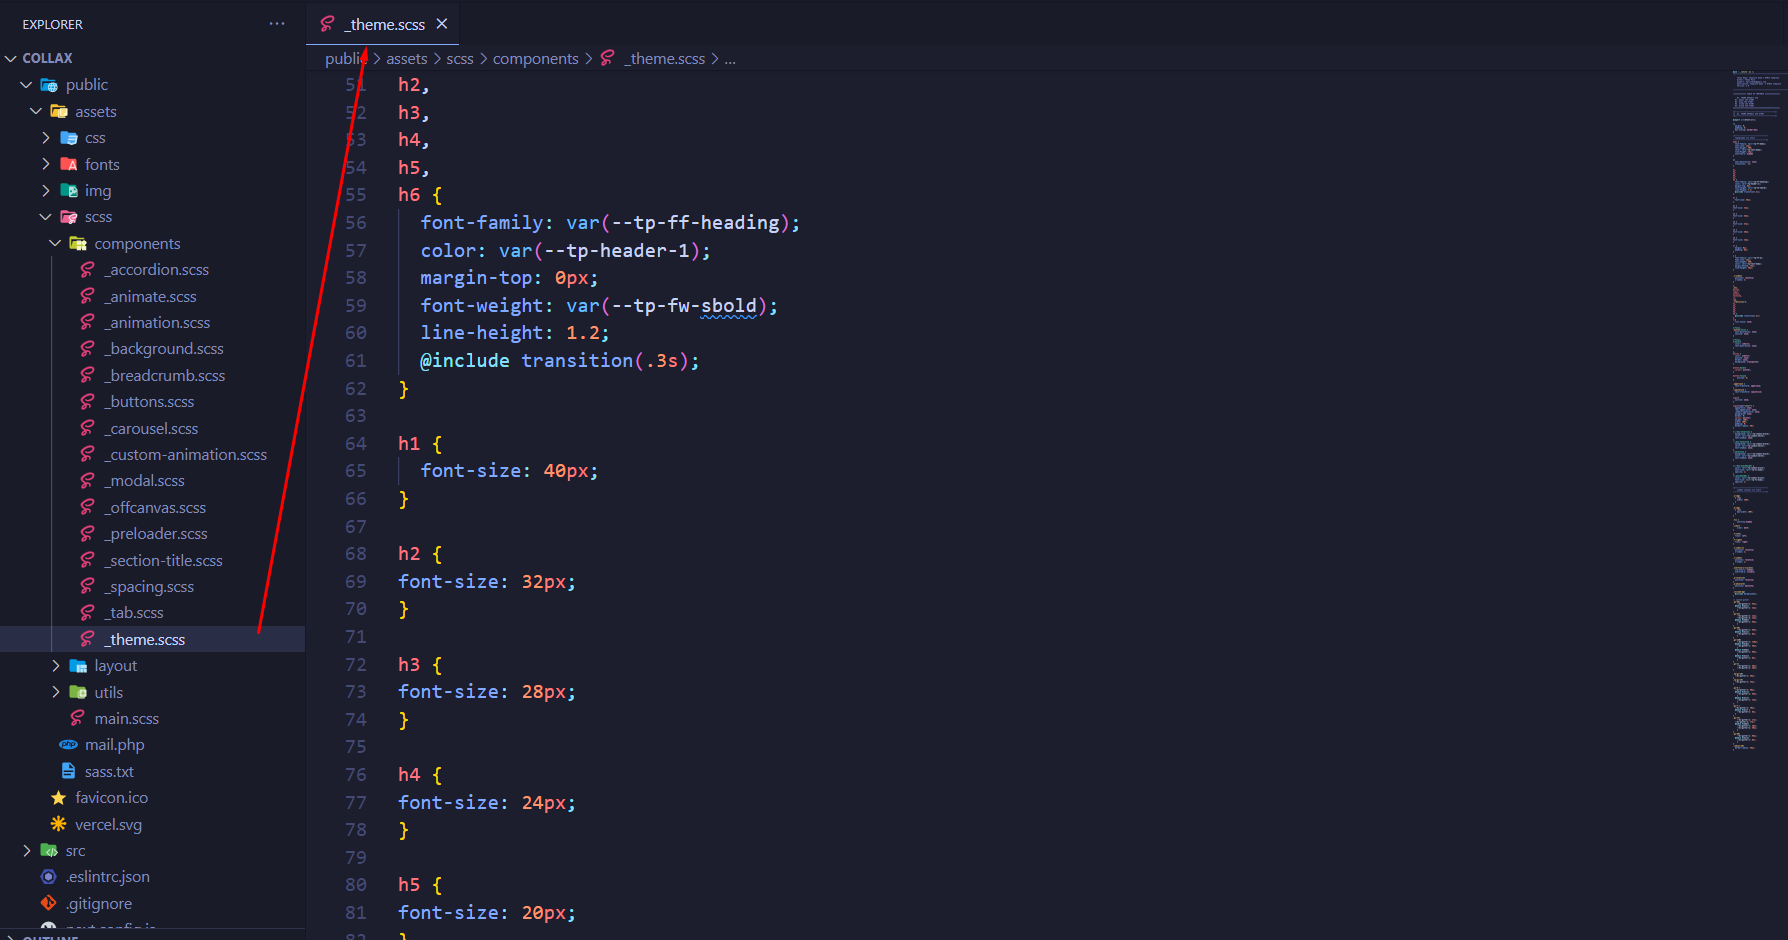 EXPLORER
COLLAX
public
assets
css
fonts
img
scss
components
_accordion.scss
_animate.scss
_animation.scss
_background.scss
_breadcrumb.scss
_buttons.scss
_carousel.scss
_custom-animation.scss
_modal.scss
_offcanvas.scss
_preloader.scss
_section-title.scss
_spacing.scss
_tab.scss
_theme.scss
layout
utils
main.scss
php mail.php
sass.txt
favicon.ico
vercel.svg
src
.eslintrc.json
.gitignore
OUTLINE
_theme.scss
public > assets > scss > components > _theme.scss > ...
51 h2,
52 h3,
53 h4,
54 h5,
55 h6 {
56 font-family: var(--tp-ff-heading);
57 color: var(--tp-header-1);
58 margin-top: 0px;
59 font-weight: var(--tp-fw-sbold);
60 line-height: 1.2;
61 @include transition(.3s);
62 }
63
64 h1 {
65 font-size: 40px;
66 }
67
68 h2 {
69 font-size: 32px;
70 }
71
72 h3 {
73 font-size: 28px;
74 }
75
76 h4 {
77 font-size: 24px;
78 }
79
80 h5 {
81 font-size: 20px;
82 }